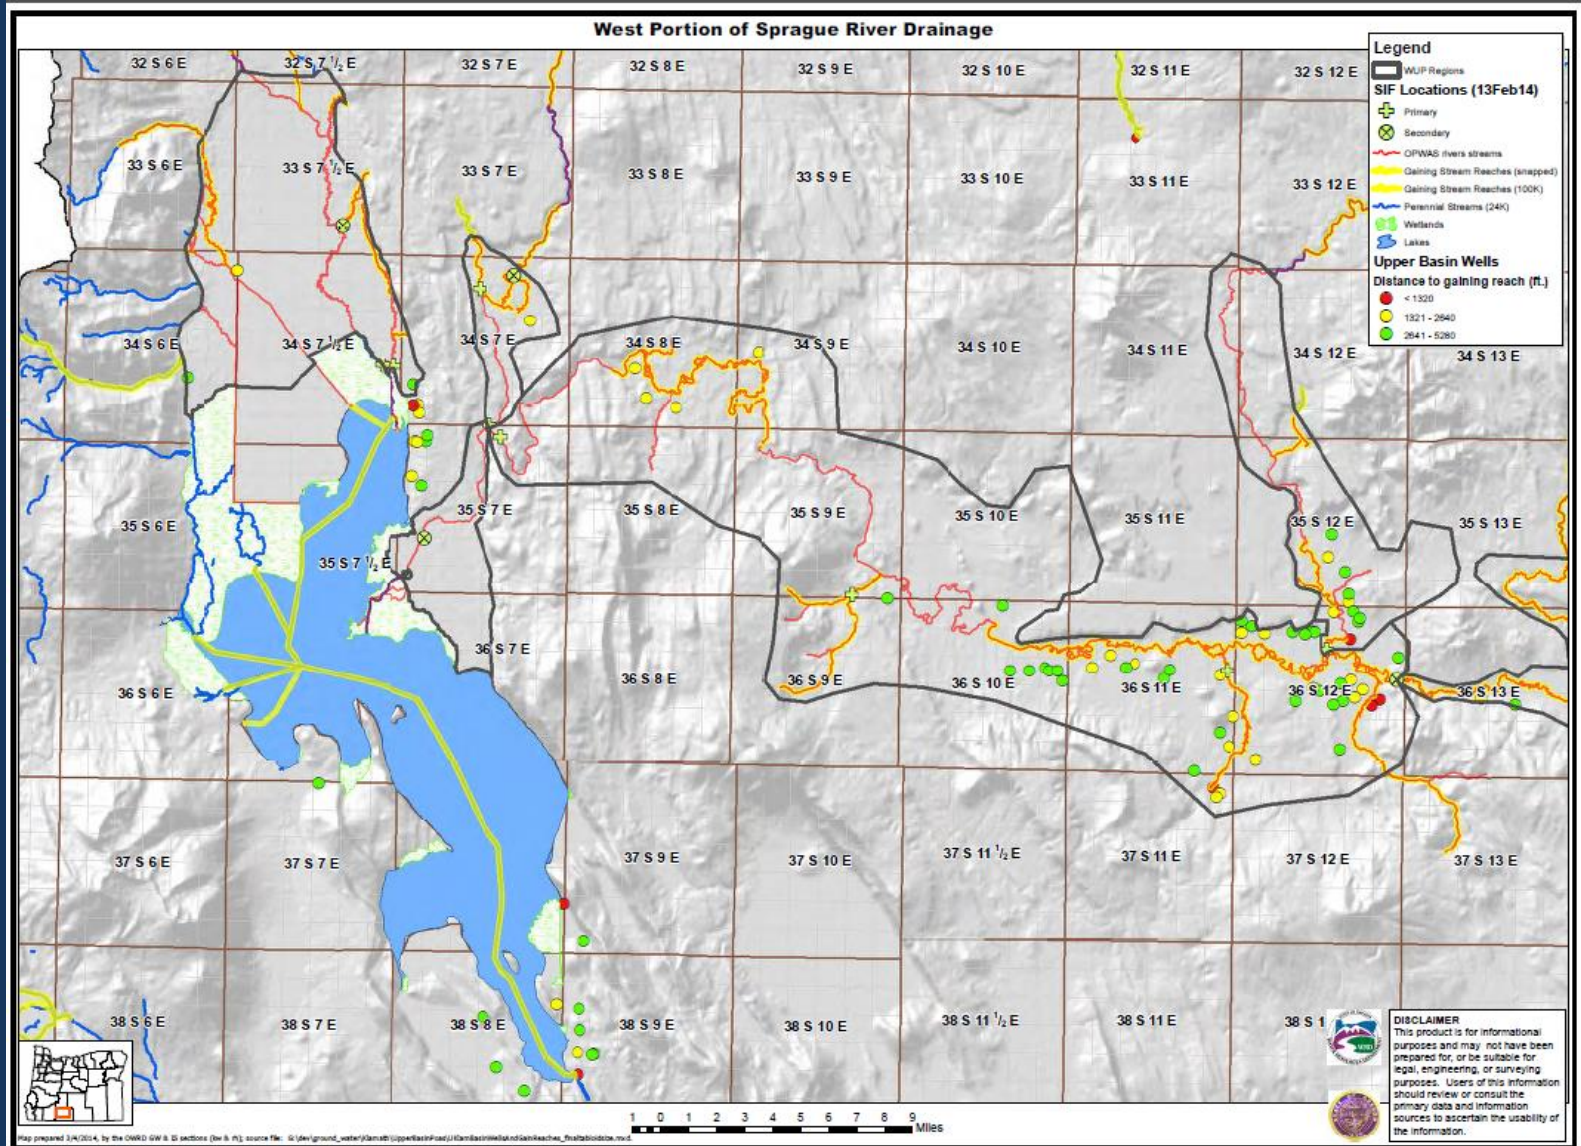 West Portion of Sprague River Drainage
32 S 6 E
32 S 7 1/2 E
32 S 7 E
32 S 8 E
32 S 9 E
32 S 10 E
32 S 11 E
32 S 12 E
33 S 6 E
33 S 7 1/2 E
33 S 7 E
33 S 8 E
33 S 9 E
33 S 10 E
33 S 11 E
33 S 12 E
34 S 6 E
34 S 7 1/2 E
34 S 7 E
34 S 8 E
34 S 9 E
34 S 10 E
34 S 11 E
34 S 12 E
34 S 13 E
35 S 6 E
35 S 7 1/2 E
35 S 7 E
35 S 8 E
35 S 9 E
35 S 10 E
35 S 11 E
35 S 12 E
35 S 13 E
36 S 6 E
36 S 7 E
36 S 8 E
36 S 9 E
36 S 10 E
36 S 11 E
36 S 12 E
36 S 13 E
37 S 6 E
37 S 7 E
37 S 9 E
37 S 10 E
37 S 11 1/2 E
37 S 11 E
37 S 12 E
37 S 13 E
38 S 6 E
38 S 7 E
38 S 8 E
38 S 9 E
38 S 10 E
38 S 11 1/2 E
38 S 11 E
38 S 1
Legend
WUP Regions
SIF Locations (13Feb14)
Primary
Secondary
OPWAS rivers streams
Gaining Stream Reaches (snapped)
Gaining Stream Reaches (100K)
Perennial Streams (24K)
Wetlands
Lakes
Upper Basin Wells
Distance to gaining reach (ft.)
< 1320
1321 - 2640
2641 - 5280
DISCLAIMER
This product is for informational
purposes and may not have been
prepared for, or be suitable for
legal, engineering, or surveying
purposes. Users of this information
should review or consult the
primary data and information
sources to ascertain the usability of
the information.
1 0 1 2 3 4 5 6 7 8 9
Miles
Map prepared 3/4/2014, by the OWRD GW & IS sections